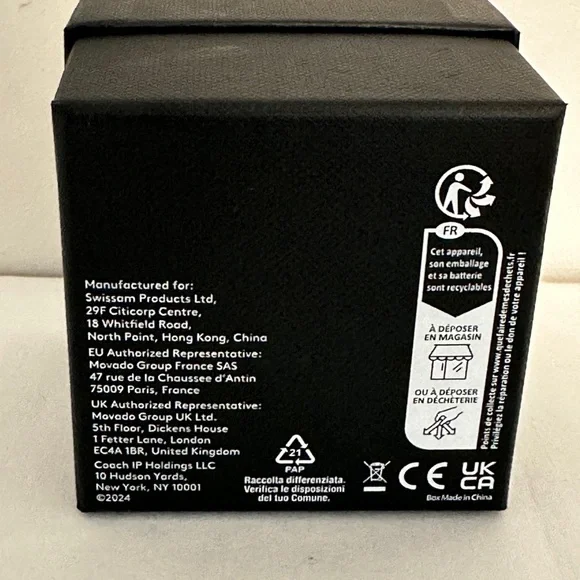 Manufactured for:
Swissam Products Ltd,
29F Citicorp Centre,
18 Whitfield Road,
North Point, Hong Kong, China
EU Authorized Representative:
Movado Group France SAS
47 rue de la Chaussee d'Antin
75009 Paris, France
UK Authorized Representative:
Movado Group UK Ltd.
5th Floor, Dickens House
1 Fetter Lane, London
EC4A 1BR, United Kingdom
Coach IP Holdings LLC
10 Hudson Yards,
New York, NY 10001
©2024
21
PAP
Raccolta differenziata.
Verifica le disposizioni
del tuo Comune.
FR
Cet appareil,
son emballage
et sa batterie
sont recyclables
À DÉPOSER
EN MAGASIN
OU À DÉPOSER
EN DÉCHÈTERIE
Points de collecte sur www.quefairedemesdechets.fr
Privilégiez la réparation ou le don de votre appareil !
CE
UK
CA
Box Made in China